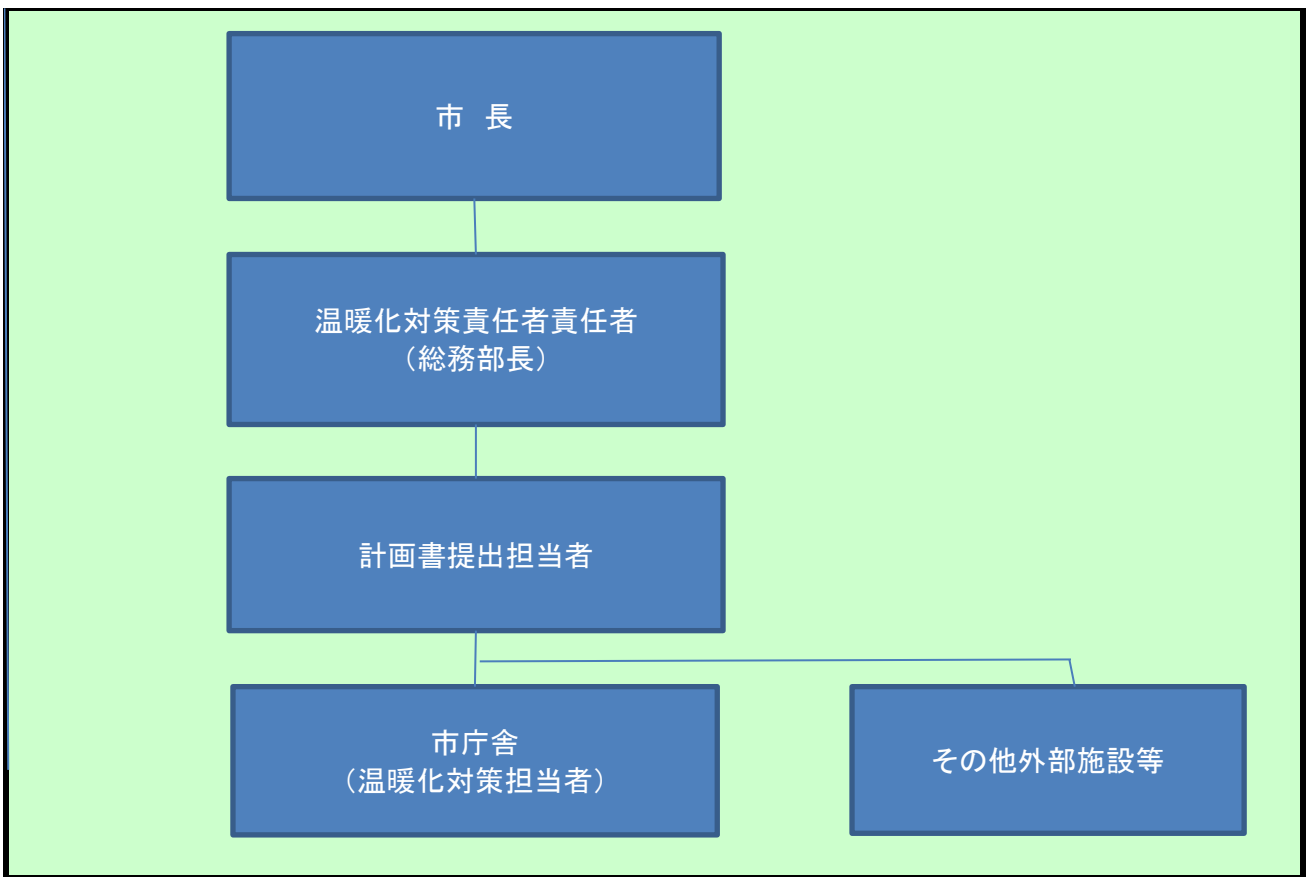 市　長
温暖化対策責任者責任者
（総務部長）
計画書提出担当者
市庁舎
（温暖化対策担当者）
その他外部施設等